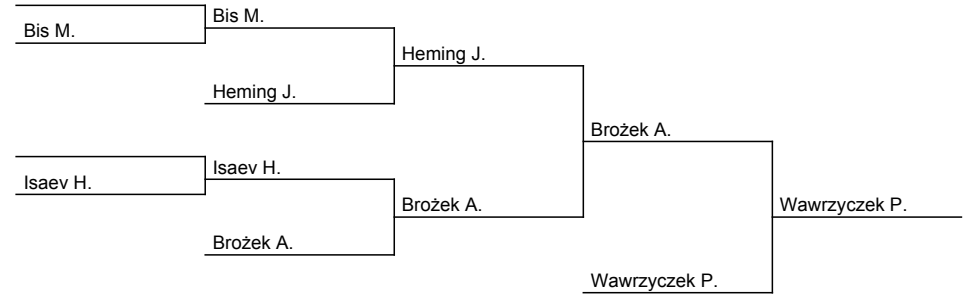 Bis M.
Bis M.
Heming J.
Heming J.
Brożek A.
Isaev H.
Isaev H.
Brożek A.
Wawrzyczek P.
Brożek A.
Wawrzyczek P.